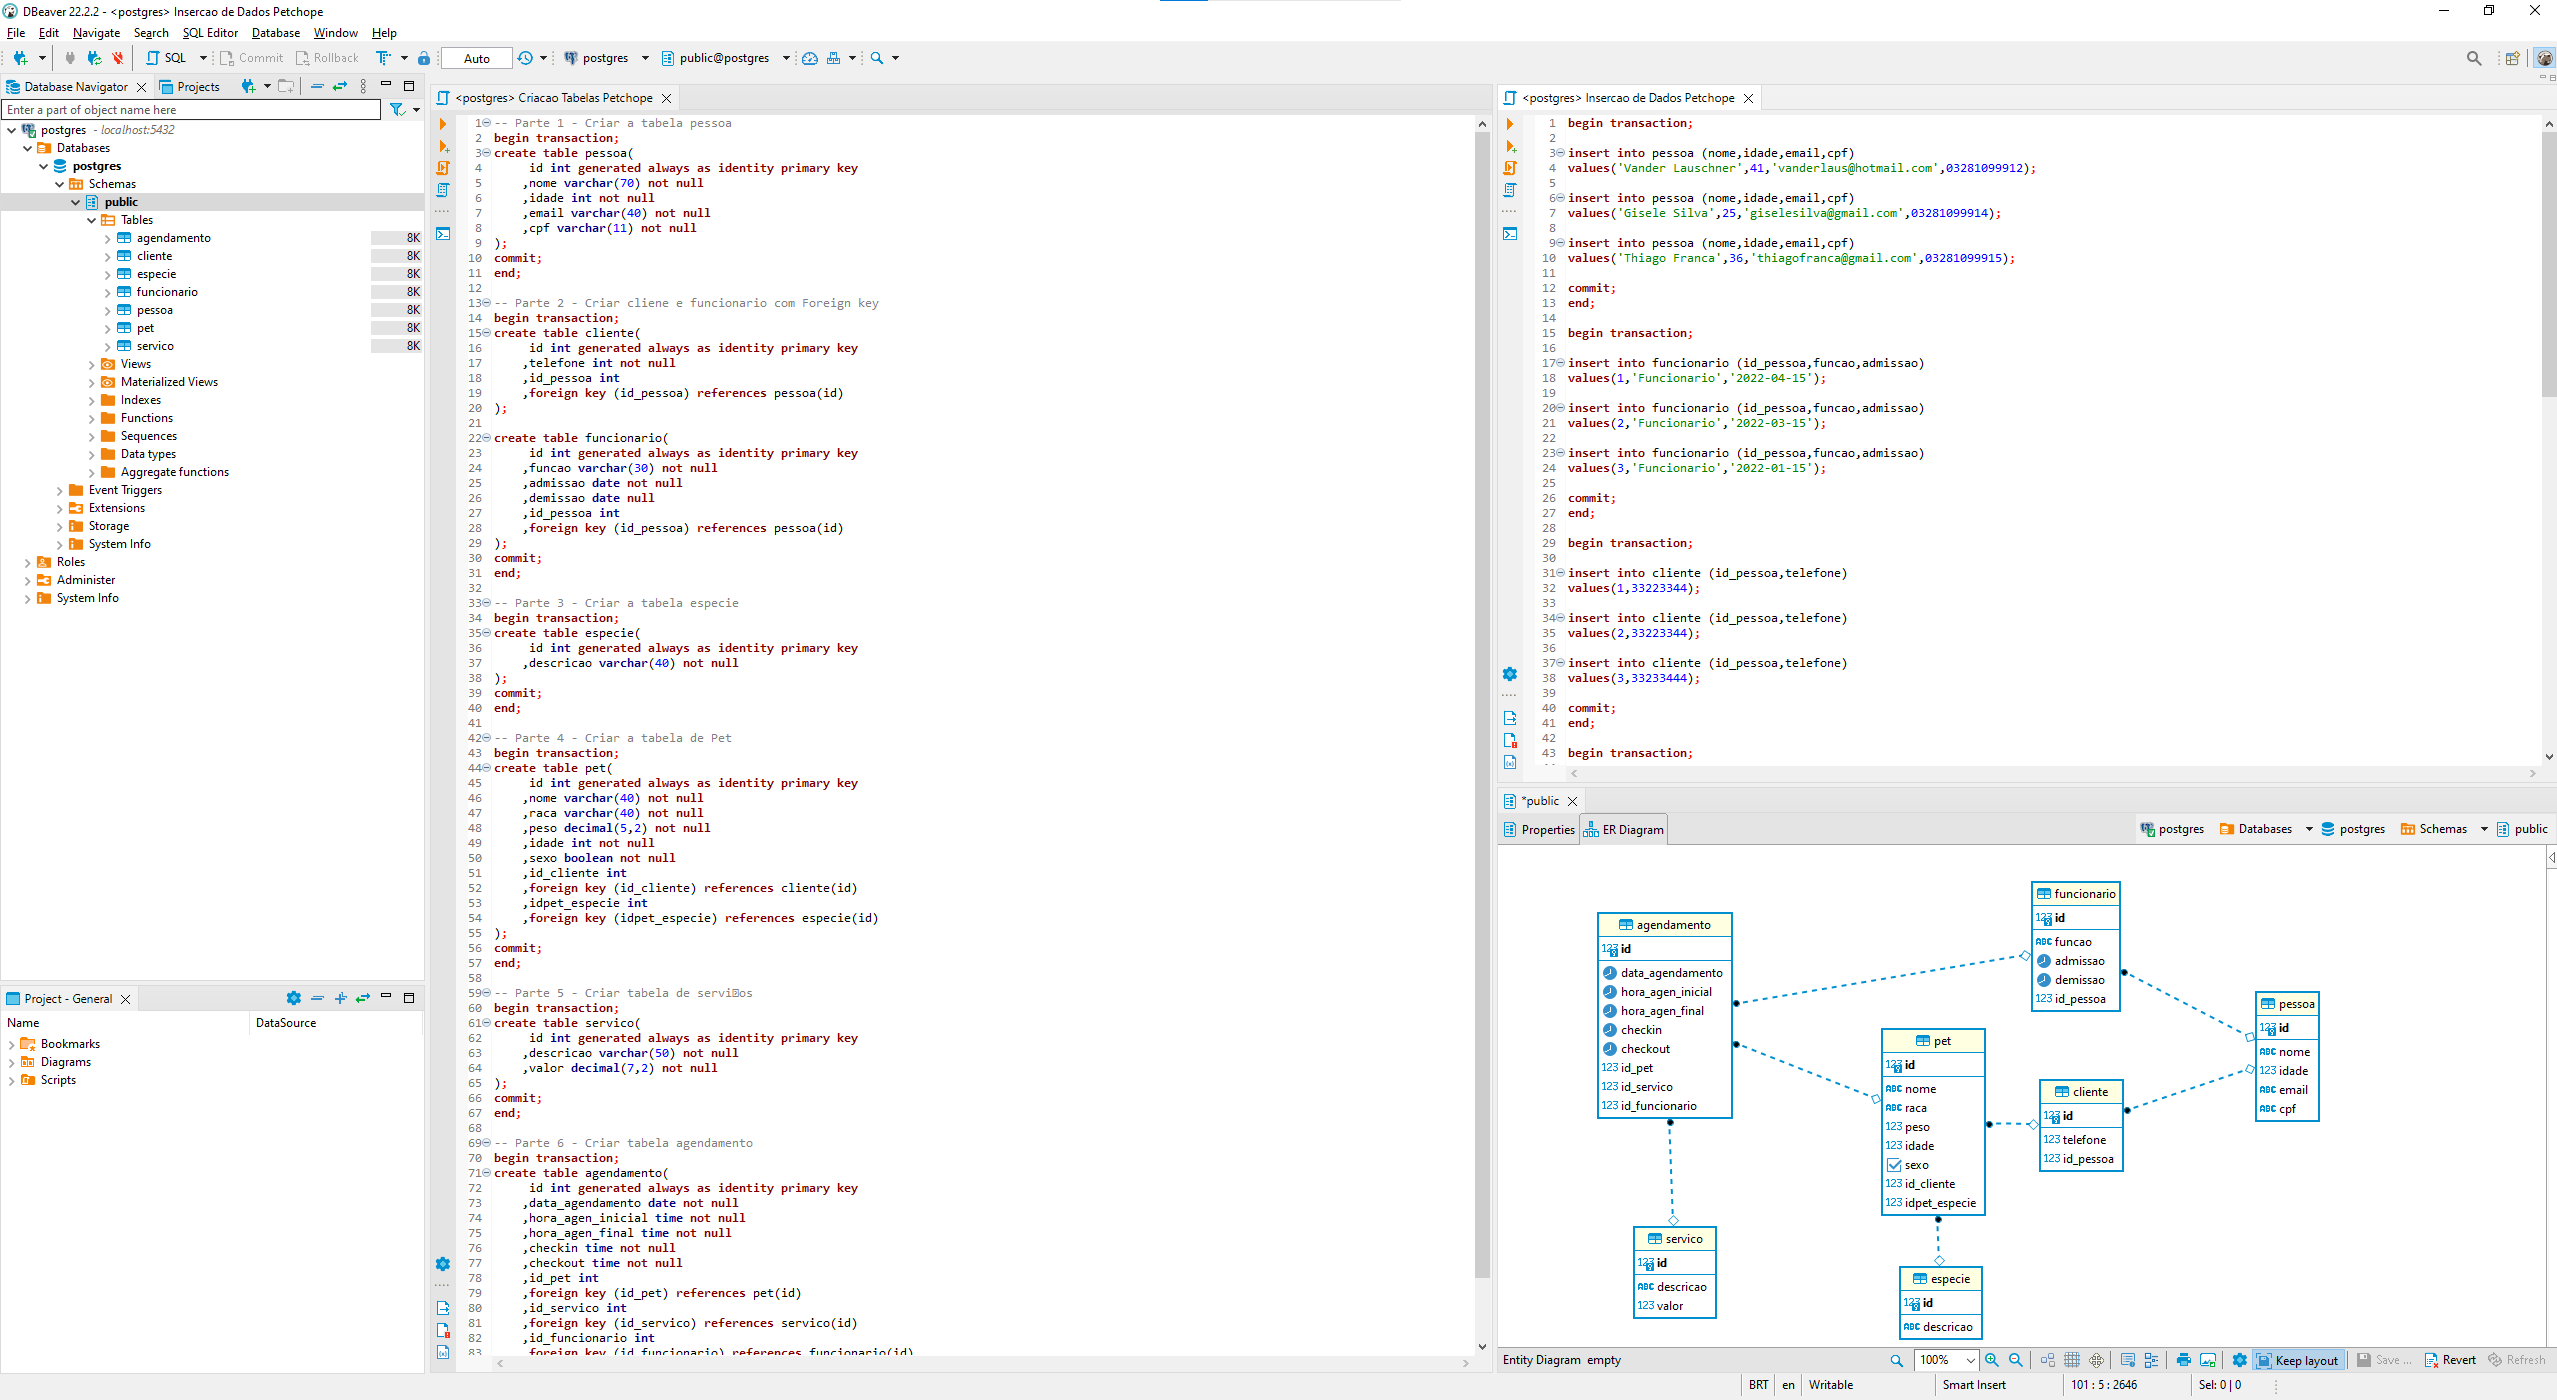 DBeaver 22.2.2 - <postgres> Insercao de Dados Petchope
File Edit Navigate Search SQL Editor Database Window Help
SQL Commit Rollback Auto postgres public@postgres
Database Navigator Projects
Enter a part of object name here
postgres - localhost:5432
Databases
postgres
Schemas
public
Tables
agendamento 8K
cliente 8K
especie 8K
funcionario 8K
pessoa 8K
pet 8K
servico 8K
Views
Materialized Views
Indexes
Functions
Sequences
Data types
Aggregate functions
Event Triggers
Extensions
Storage
System Info
Roles
Administer
System Info
Project - General
Name DataSource
Bookmarks
Diagrams
Scripts
<postgres> Criacao Tabelas Petchope
1 -- Parte 1 - Criar a tabela pessoa
2 begin transaction;
3 create table pessoa(
4 id int generated always as identity primary key
5 ,nome varchar(70) not null
6 ,idade int not null
7 ,email varchar(40) not null
8 ,cpf varchar(11) not null
9 );
10 commit;
11 end;
12
13 -- Parte 2 - Criar cliene e funcionario com Foreign key
14 begin transaction;
15 create table cliente(
16 id int generated always as identity primary key
17 ,telefone int not null
18 ,id_pessoa int
19 ,foreign key (id_pessoa) references pessoa(id)
20 );
21
22 create table funcionario(
23 id int generated always as identity primary key
24 ,funcao varchar(30) not null
25 ,admissao date not null
26 ,demissao date null
27 ,id_pessoa int
28 ,foreign key (id_pessoa) references pessoa(id)
29 );
30 commit;
31 end;
32
33 -- Parte 3 - Criar a tabela especie
34 begin transaction;
35 create table especie(
36 id int generated always as identity primary key
37 ,descricao varchar(40) not null
38 );
39 commit;
40 end;
41
42 -- Parte 4 - Criar a tabela de Pet
43 begin transaction;
44 create table pet(
45 id int generated always as identity primary key
46 ,nome varchar(40) not null
47 ,raca varchar(40) not null
48 ,peso decimal(5,2) not null
49 ,idade int not null
50 ,sexo boolean not null
51 ,id_cliente int
52 ,foreign key (id_cliente) references cliente(id)
53 ,idpet_especie int
54 ,foreign key (idpet_especie) references especie(id)
55 );
56 commit;
57 end;
58
59 -- Parte 5 - Criar tabela de servi�os
60 begin transaction;
61 create table servico(
62 id int generated always as identity primary key
63 ,descricao varchar(50) not null
64 ,valor decimal(7,2) not null
65 );
66 commit;
67 end;
68
69 -- Parte 6 - Criar tabela agendamento
70 begin transaction;
71 create table agendamento(
72 id int generated always as identity primary key
73 ,data_agendamento date not null
74 ,hora_agen_inicial time not null
75 ,hora_agen_final time not null
76 ,checkin time not null
77 ,checkout time not null
78 ,id_pet int
79 ,foreign key (id_pet) references pet(id)
80 ,id_servico int
81 ,foreign key (id_servico) references servico(id)
82 ,id_funcionario int
83 ,foreign key (id_funcionario) references funcionario(id)
<postgres> Insercao de Dados Petchope
1 begin transaction;
2
3 insert into pessoa (nome,idade,email,cpf)
4 values('Vander Lauschner',41,'vanderlaus@hotmail.com',03281099912);
5
6 insert into pessoa (nome,idade,email,cpf)
7 values('Gisele Silva',25,'giselesilva@gmail.com',03281099914);
8
9 insert into pessoa (nome,idade,email,cpf)
10 values('Thiago Franca',36,'thiagofranca@gmail.com',03281099915);
11
12 commit;
13 end;
14
15 begin transaction;
16
17 insert into funcionario (id_pessoa,funcao,admissao)
18 values(1,'Funcionario','2022-04-15');
19
20 insert into funcionario (id_pessoa,funcao,admissao)
21 values(2,'Funcionario','2022-03-15');
22
23 insert into funcionario (id_pessoa,funcao,admissao)
24 values(3,'Funcionario','2022-01-15');
25
26 commit;
27 end;
28
29 begin transaction;
30
31 insert into cliente (id_pessoa,telefone)
32 values(1,33223344);
33
34 insert into cliente (id_pessoa,telefone)
35 values(2,33223344);
36
37 insert into cliente (id_pessoa,telefone)
38 values(3,33233444);
39
40 commit;
41 end;
42
43 begin transaction;
*public
Properties ER Diagram postgres Databases postgres Schemas public
agendamento
123 id
data_agendamento
hora_agen_inicial
hora_agen_final
checkin
checkout
123 id_pet
123 id_servico
123 id_funcionario
funcionario
123 id
ABC funcao
admissao
demissao
123 id_pessoa
pessoa
123 id
ABC nome
123 idade
ABC email
ABC cpf
pet
123 id
ABC nome
ABC raca
123 peso
123 idade
sexo
123 id_cliente
123 idpet_especie
cliente
123 id
123 telefone
123 id_pessoa
servico
123 id
ABC descricao
123 valor
especie
123 id
ABC descricao
Entity Diagram empty 100% Keep layout Save ... Revert Refresh
BRT en Writable Smart Insert 101 : 5 : 2646 Sel: 0 | 0